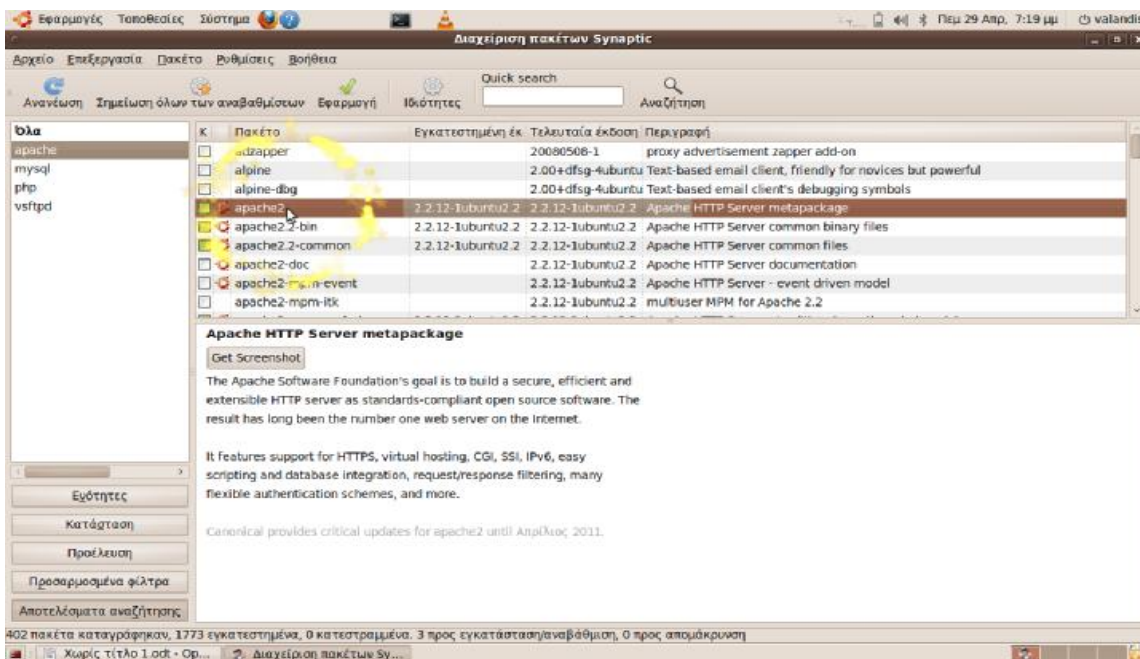 Εφαρμογές Τοποθεσίες Σύστημα Πεμ 29 Απρ, 7:19 μμ valandis
Διαχείριση πακέτων Synaptic
Αρχείο Επεξεργασία Πακέτο Ρυθμίσεις Βοήθεια
Quick search
Ανανέωση Σημείωση όλων των αναβαθμίσεων Εφαρμογή Ιδιότητες Αναζήτηση
Όλα
apache
mysql
php
vsftpd
Κ Πακέτο Εγκατεστημένη έκ Τελευταία έκδοση Περιγραφή
adzapper 20080508-1 proxy advertisement zapper add-on
alpine 2.00+dfsg-4ubuntu Text-based email client, friendly for novices but powerful
alpine-dbg 2.00+dfsg-4ubuntu Text-based email client's debugging symbols
apache2 2.2.12-1ubuntu2.2 2.2.12-1ubuntu2.2 Apache HTTP Server metapackage
apache2.2-bin 2.2.12-1ubuntu2.2 2.2.12-1ubuntu2.2 Apache HTTP Server common binary files
apache2.2-common 2.2.12-1ubuntu2.2 2.2.12-1ubuntu2.2 Apache HTTP Server common files
apache2-doc 2.2.12-1ubuntu2.2 Apache HTTP Server documentation
apache2-mpm-event 2.2.12-1ubuntu2.2 Apache HTTP Server - event driven model
apache2-mpm-itk 2.2.12-1ubuntu2.2 multiuser MPM for Apache 2.2
Apache HTTP Server metapackage
Get Screenshot
The Apache Software Foundation's goal is to build a secure, efficient and
extensible HTTP server as standards-compliant open source software. The
result has long been the number one web server on the Internet.
It features support for HTTPS, virtual hosting, CGI, SSI, IPv6, easy
scripting and database integration, request/response filtering, many
flexible authentication schemes, and more.
Canonical provides critical updates for apache2 until Απρίλιος 2011.
Ενότητες
Κατάσταση
Προέλευση
Προσαρμοσμένα φίλτρα
Αποτελέσματα αναζήτησης
402 πακέτα καταγράφηκαν, 1773 εγκατεστημένα, 0 κατεστραμμένα. 3 προς εγκατάσταση/αναβάθμιση, 0 προς απομάκρυνση
Χωρίς τίτλο 1.odt - Op... Διαχείριση πακέτων Sy...